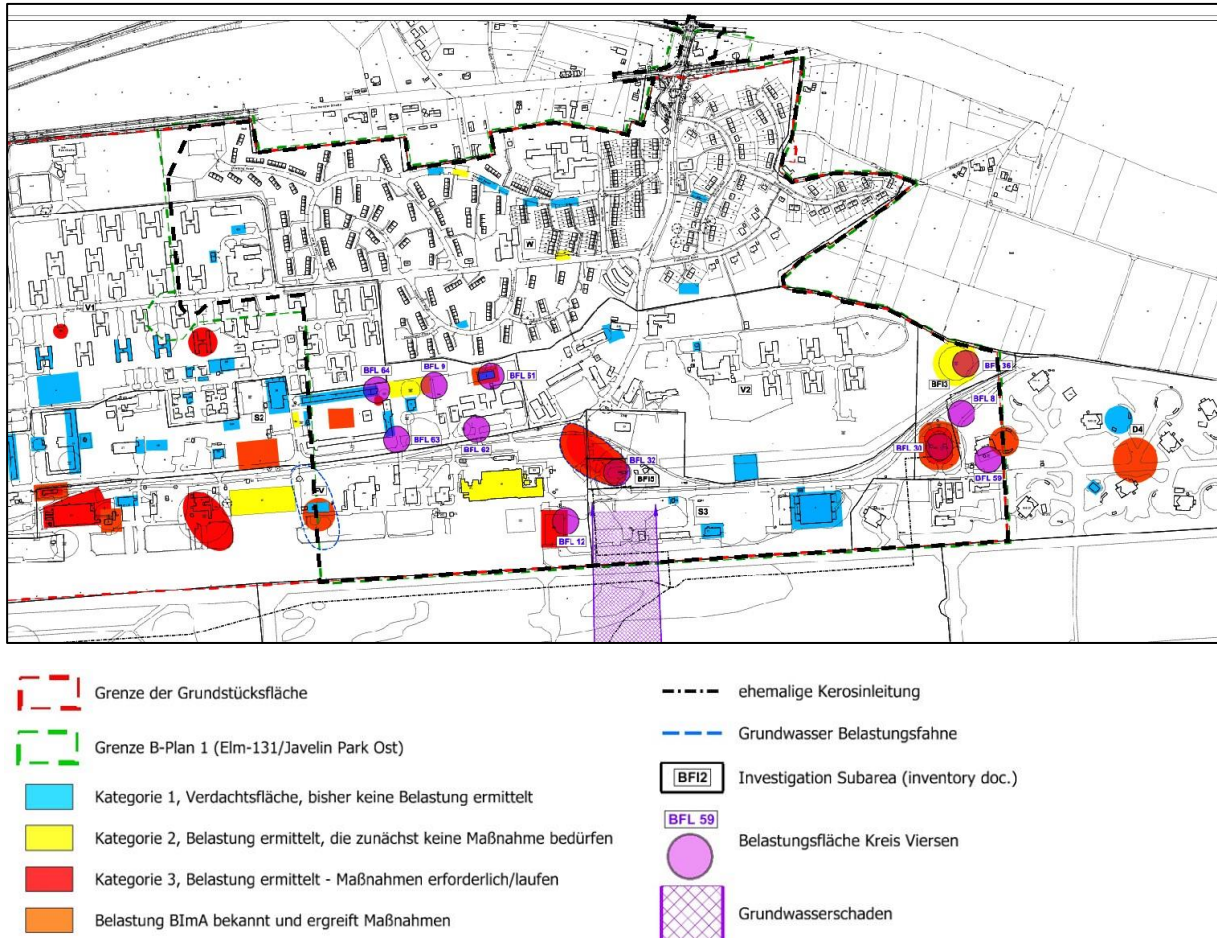 W
V1
V2
BFL 64
BFL 9
BFL 51
BFL 36
BFI3
BFL 8
S2
D4
BFL 63
BFL 62
BFL 30
BFL 32
BFL 59
BFI5
S3
BFL 12
Grenze der Grundstücksfläche
Grenze B-Plan 1 (Elm-131/Javelin Park Ost)
Kategorie 1, Verdachtsfläche, bisher keine Belastung ermittelt
Kategorie 2, Belastung ermittelt, die zunächst keine Maßnahme bedürfen
Kategorie 3, Belastung ermittelt - Maßnahmen erforderlich/laufen
Belastung BImA bekannt und ergreift Maßnahmen
ehemalige Kerosinleitung
Grundwasser Belastungsfahne
BFI2 Investigation Subarea (inventory doc.)
BFL 59
Belastungsfläche Kreis Viersen
Grundwasserschaden